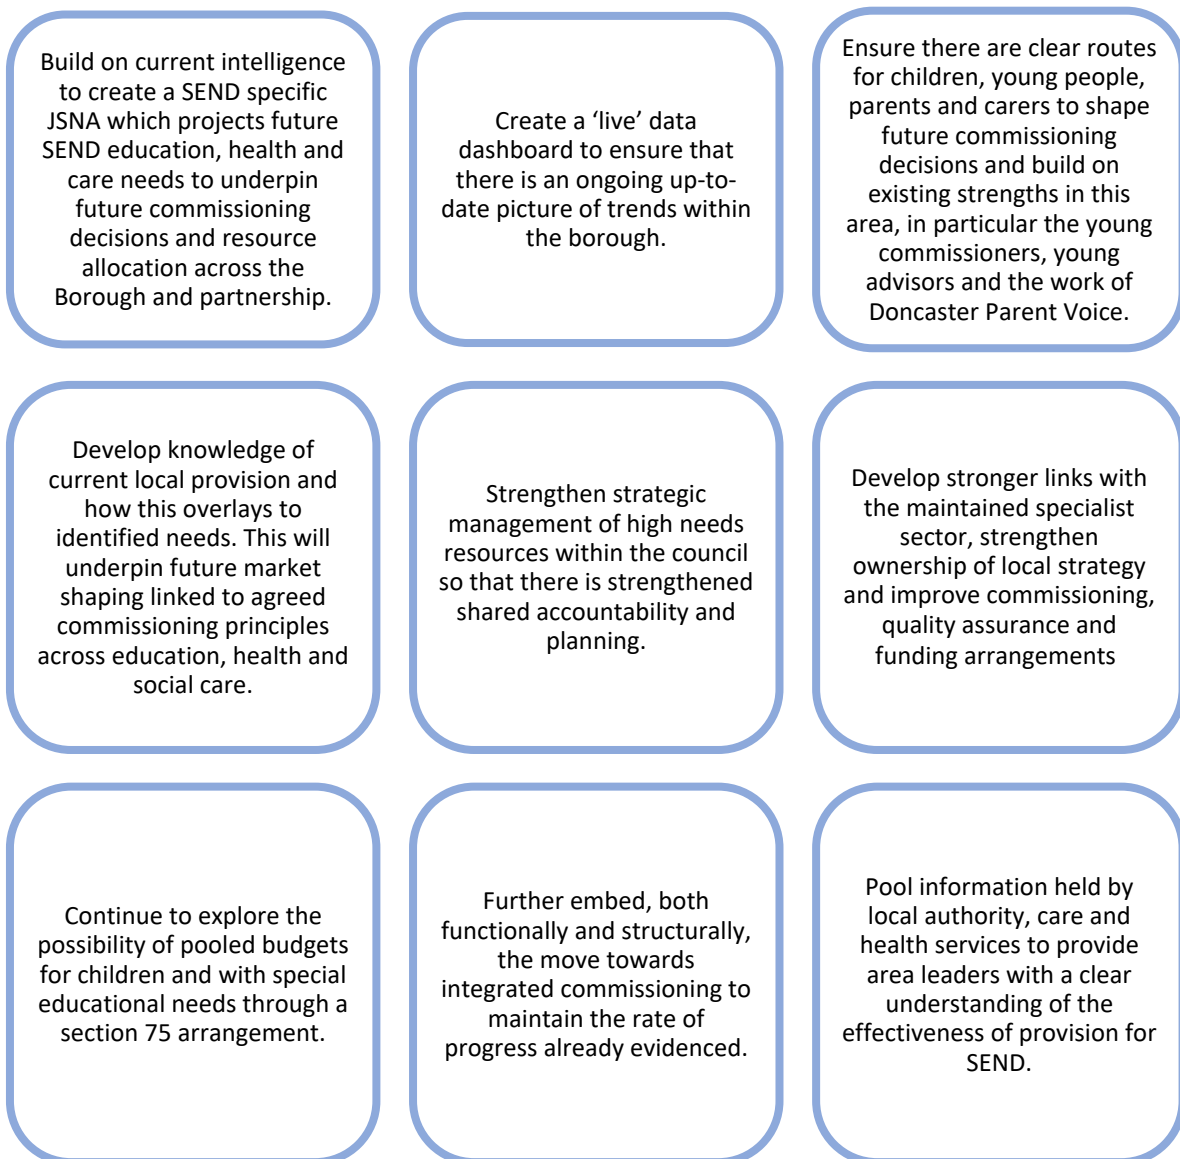 Build on current intelligence
to create a SEND specific
JSNA which projects future
SEND education, health and
care needs to underpin
future commissioning
decisions and resource
allocation across the
Borough and partnership.
Create a ‘live’ data
dashboard to ensure that
there is an ongoing up-to-
date picture of trends within
the borough.
Ensure there are clear routes
for children, young people,
parents and carers to shape
future commissioning
decisions and build on
existing strengths in this
area, in particular the young
commissioners, young
advisors and the work of
Doncaster Parent Voice.
Develop knowledge of
current local provision and
how this overlays to
identified needs. This will
underpin future market
shaping linked to agreed
commissioning principles
across education, health and
social care.
Strengthen strategic
management of high needs
resources within the council
so that there is strengthened
shared accountability and
planning.
Develop stronger links with
the maintained specialist
sector, strengthen
ownership of local strategy
and improve commissioning,
quality assurance and
funding arrangements
Continue to explore the
possibility of pooled budgets
for children and with special
educational needs through a
section 75 arrangement.
Further embed, both
functionally and structurally,
the move towards
integrated commissioning to
maintain the rate of
progress already evidenced.
Pool information held by
local authority, care and
health services to provide
area leaders with a clear
understanding of the
effectiveness of provision for
SEND.